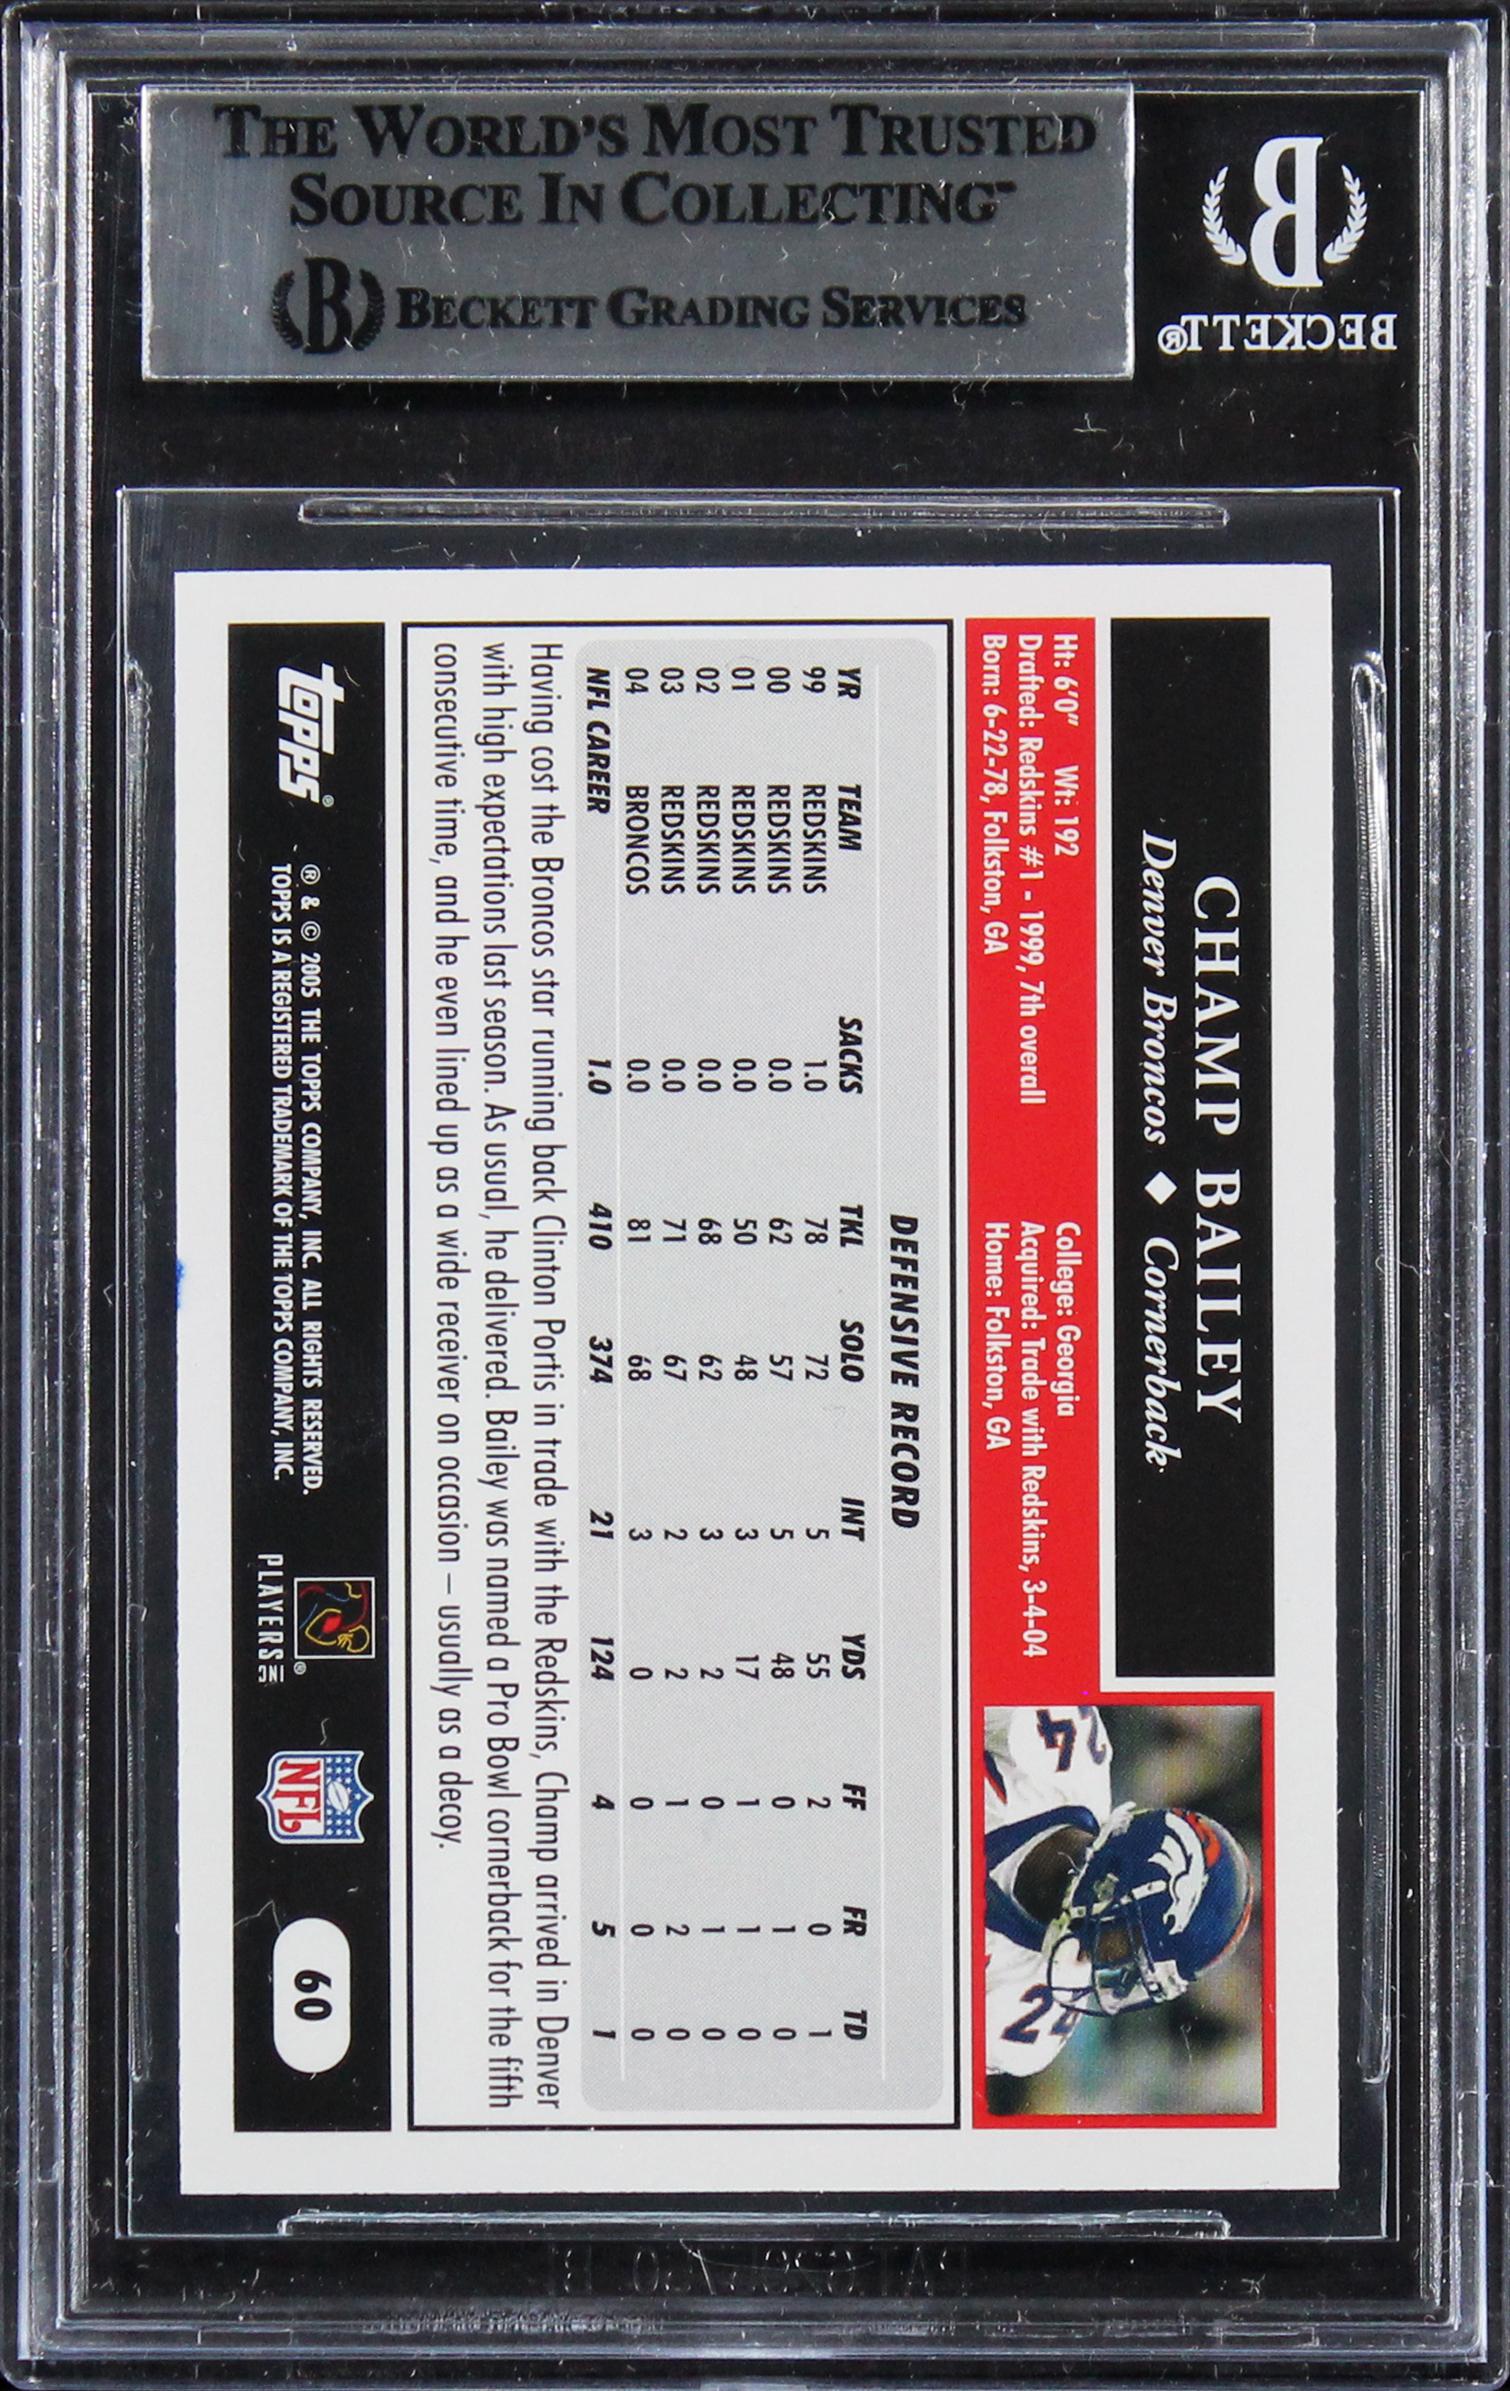 THE WORLD'S MOST TRUSTED
SOURCE IN COLLECTING™
B BECKETT GRADING SERVICES
B
BECKETT®
CHAMP BAILEY
Denver Broncos ◆ Cornerback
Ht: 6'0" Wt: 192 College: Georgia
Drafted: Redskins #1 - 1999, 7th overall Acquired: Trade with Redskins, 3-4-04
Born: 6-22-78, Folkston, GA Home: Folkston, GA
24
24
DEFENSIVE RECORD
YR TEAM SACKS TKL SOLO INT YDS FF FR TD
99 REDSKINS 1.0 78 72 5 55 2 0 1
00 REDSKINS 0.0 62 57 5 48 0 1 0
01 REDSKINS 0.0 50 48 3 17 1 1 0
02 REDSKINS 0.0 68 62 3 2 0 1 0
03 REDSKINS 0.0 71 67 2 2 1 2 0
04 BRONCOS 0.0 81 68 3 0 0 0 0
NFL CAREER 1.0 410 374 21 124 4 5 1
Having cost the Broncos star running back Clinton Portis in trade with the Redskins, Champ arrived in Denver
with high expectations last season. As usual, he delivered. Bailey was named a Pro Bowl cornerback for the fifth
consecutive time, and he even lined up as a wide receiver on occasion – usually as a decoy.
topps®
® & © 2005 THE TOPPS COMPANY, INC. ALL RIGHTS RESERVED.
TOPPS IS A REGISTERED TRADEMARK OF THE TOPPS COMPANY, INC.
PLAYERS INC ®
NFL
60